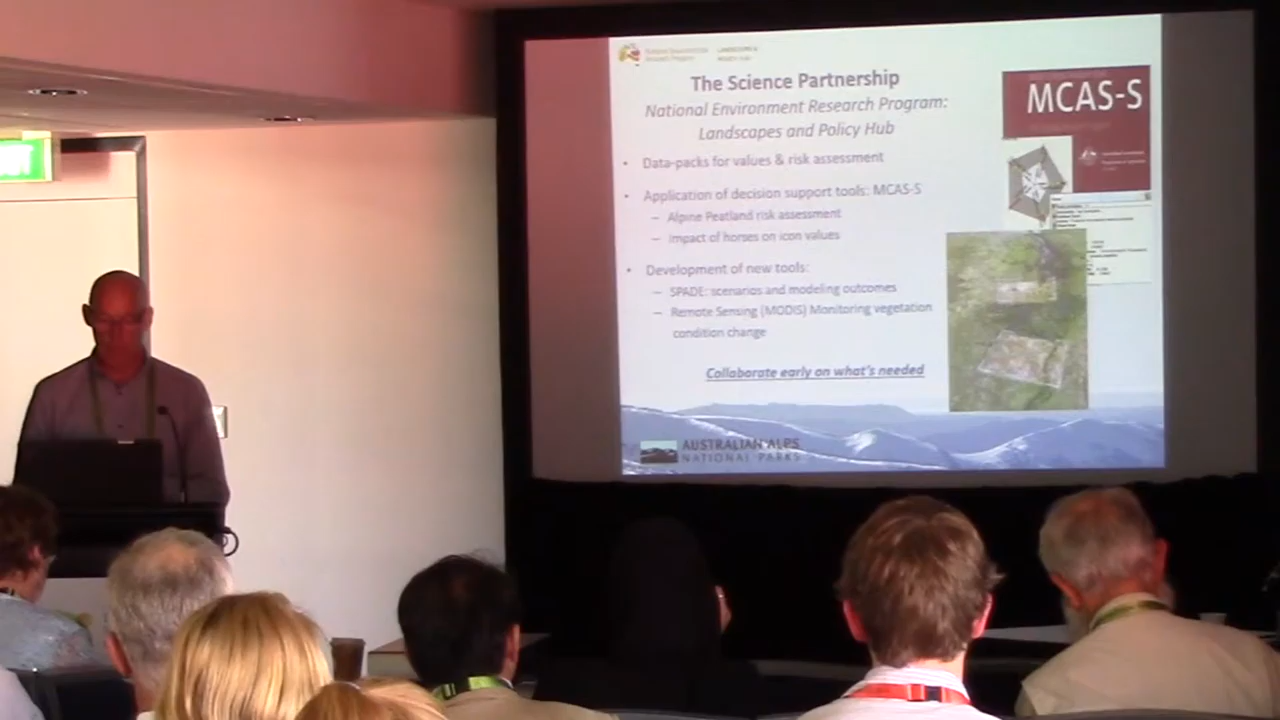 The Science Partnership
National Environment Research Program:
Landscapes and Policy Hub
• Data-packs for values & risk assessment
• Application of decision support tools: MCAS-S
– Alpine Peatland risk assessment
– Impact of horses on icon values
• Development of new tools:
– SPADE: scenarios and modeling outcomes
– Remote Sensing (MODIS) Monitoring vegetation
condition change
Collaborate early on what's needed
AUSTRALIAN ALPS
NATIONAL PARKS
MCAS-S